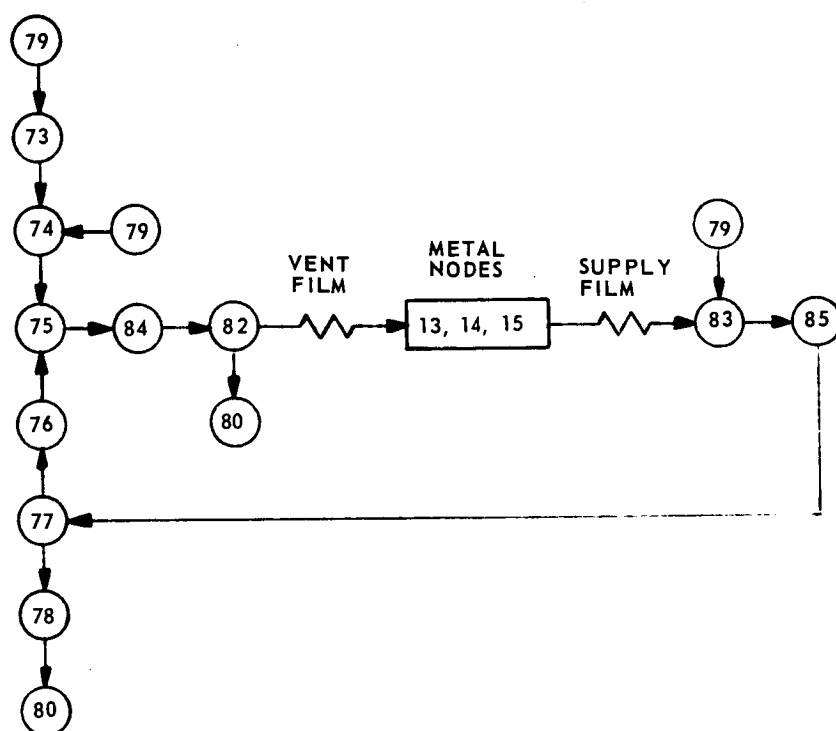 79
73
74
79
75
84
82
VENT
FILM
METAL
NODES
13, 14, 15
SUPPLY
FILM
79
83
85
76
80
77
78
80